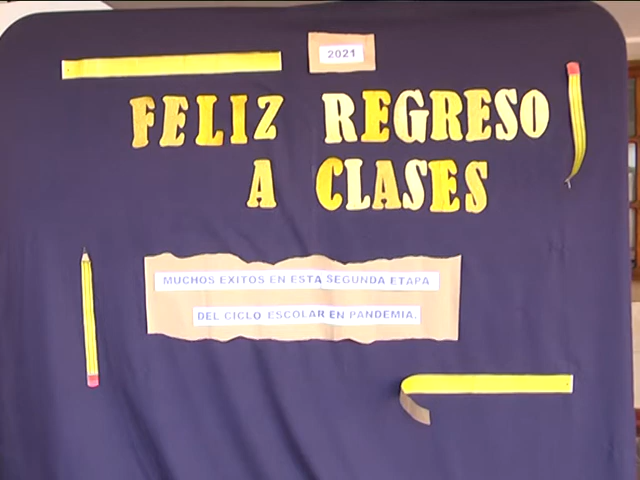 2021
FELIZ REGRESO
A CLASES
MUCHOS EXITOS EN ESTA SEGUNDA ETAPA
DEL CICLO ESCOLAR EN PANDEMIA.